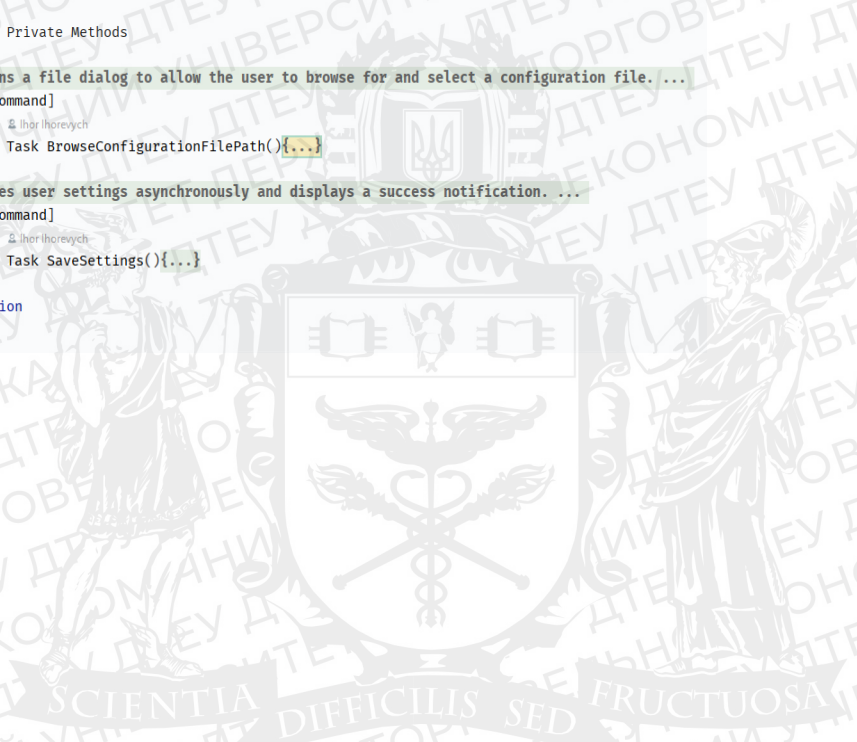 Private Methods
ns a file dialog to allow the user to browse for and select a configuration file. ...
ommand]
Ihor Ihorevych
Task BrowseConfigurationFilePath(){...}
es user settings asynchronously and displays a success notification. ...
ommand]
Ihor Ihorevych
Task SaveSettings(){...}
ion
SCIENTIA DIFFICILIS SED FRUCTUOSA